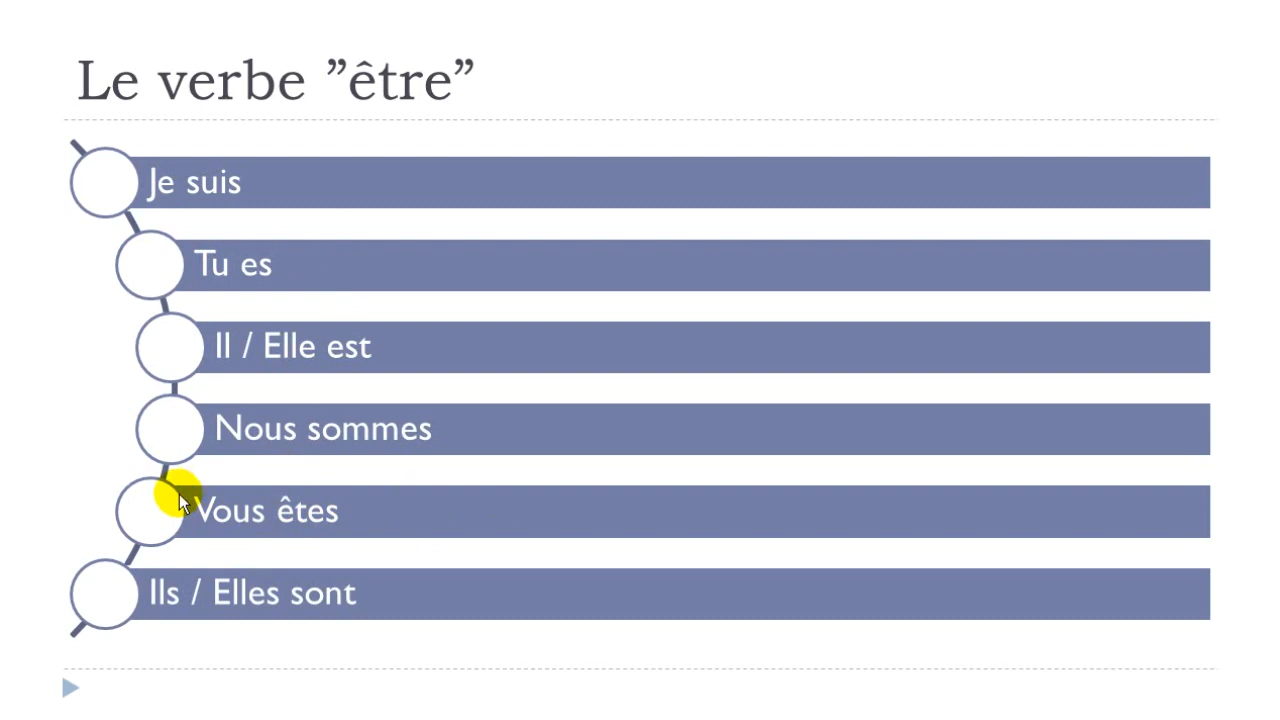 Le verbe ”être”
Je suis
Tu es
Il / Elle est
Nous sommes
Vous êtes
Ils / Elles sont